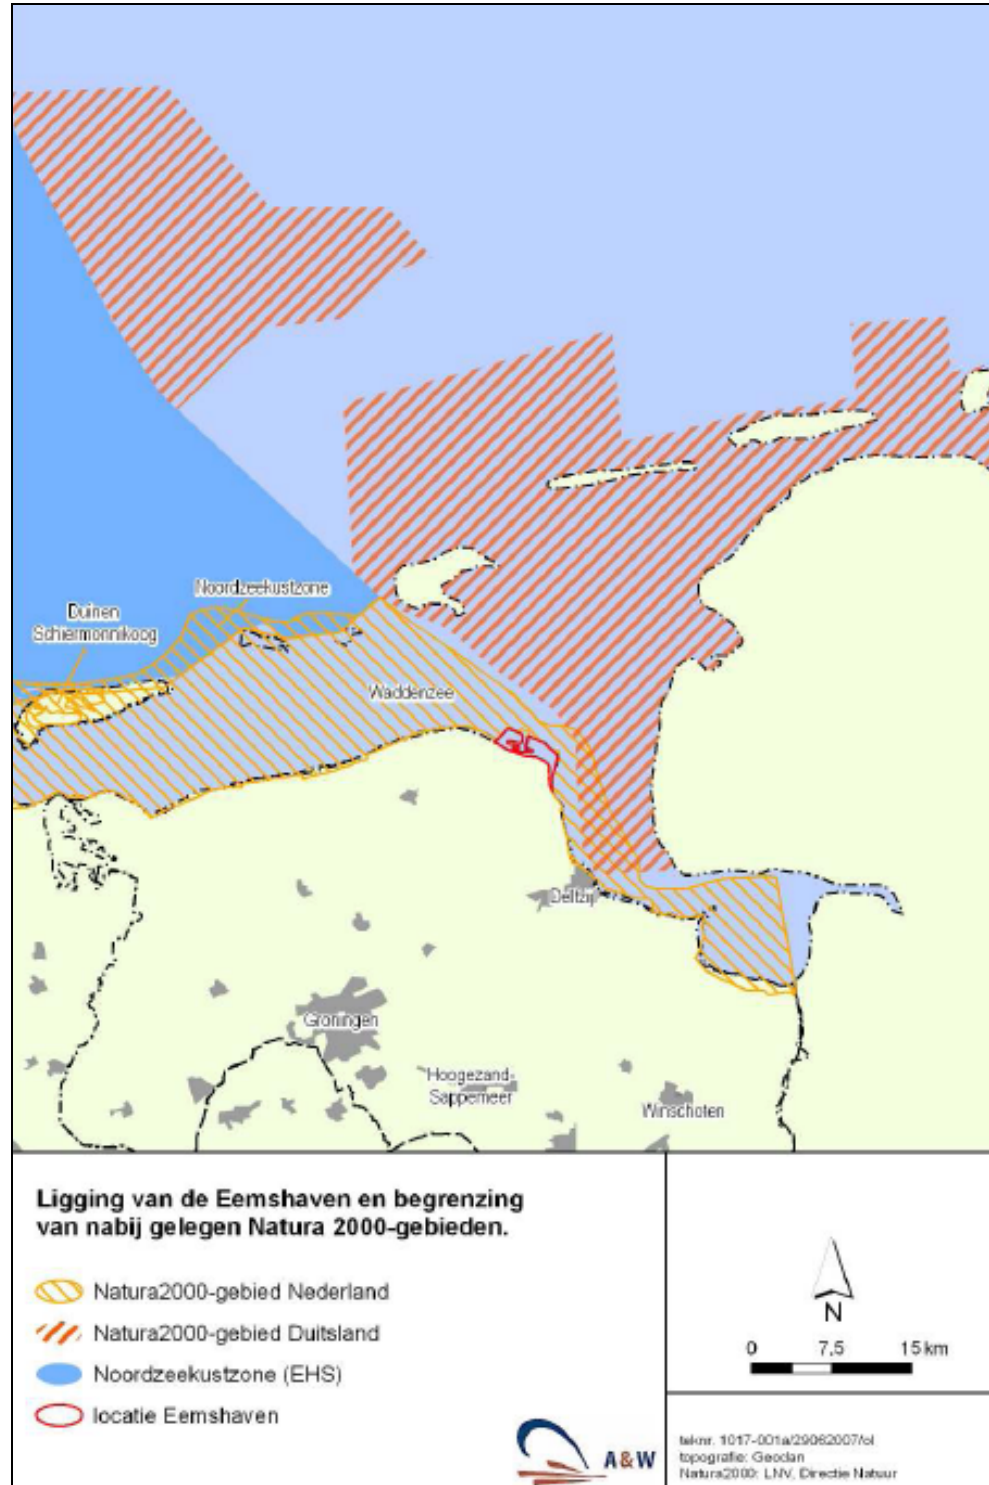 Noordzeekustzone
Duinen
Schiermonnikoog
Waddenzee
Delfzijl
Groningen
Hoogezand-
Sappemeer
Winschoten
Ligging van de Eemshaven en begrenzing
van nabij gelegen Natura 2000-gebieden.
Natura2000-gebied Nederland
Natura2000-gebied Duitsland
Noordzeekustzone (EHS)
locatie Eemshaven
A&W
N
0 7,5 15 km
teknr. 1017-001a/29062007/ol
topografie: Geodan
Natura2000: LNV, Directie Natuur